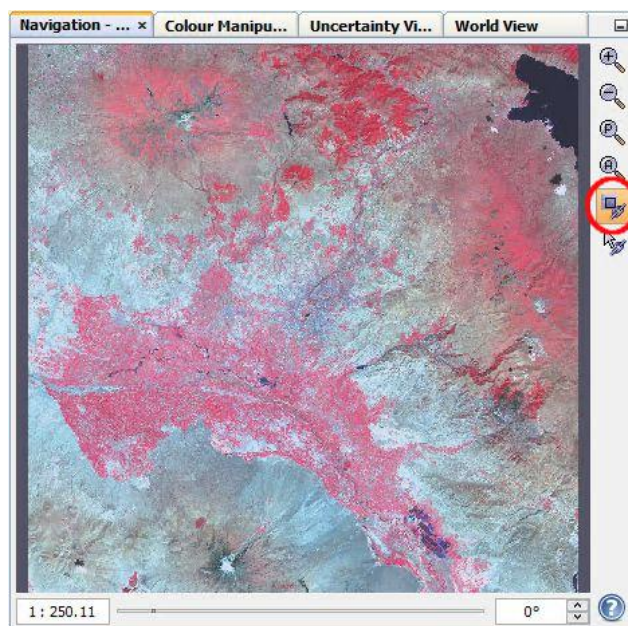 Navigation - ... × Colour Manipu... Uncertainty Vi... World View
P
A
1 : 250.11 0° ?